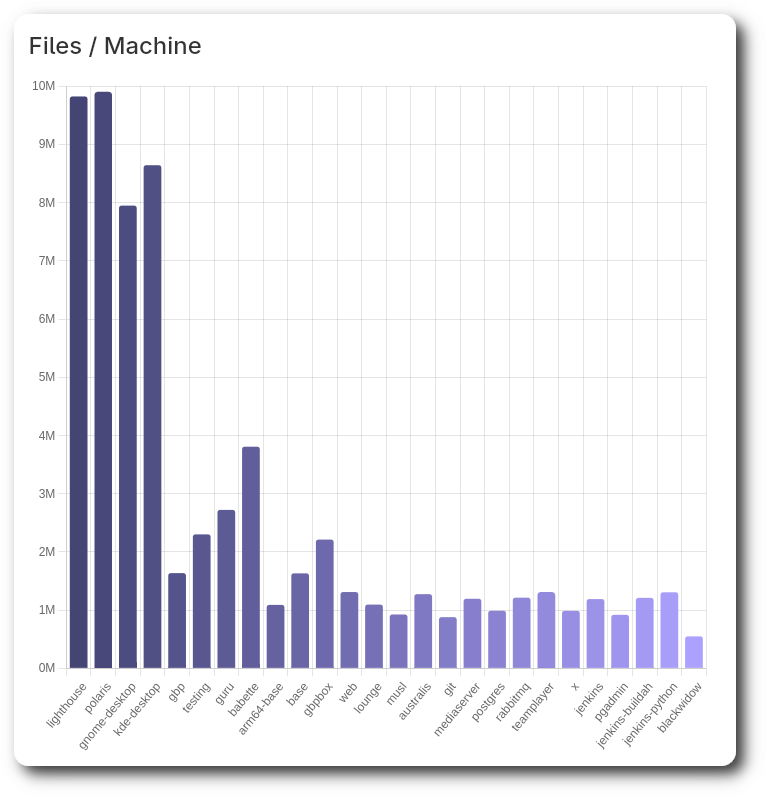 Files / Machine
10M
9M
8M
7M
6M
5M
4M
3M
2M
1M
0M
lighthouse
polaris
gnome-desktop
kde-desktop
gbp
testing
guru
babette
arm64-base
base
gbpbox
web
lounge
musl
australis
git
mediaserver
postgres
rabbitmq
teamplayer
x
jenkins
pgadmin
jenkins-buildah
jenkins-python
blackwidow